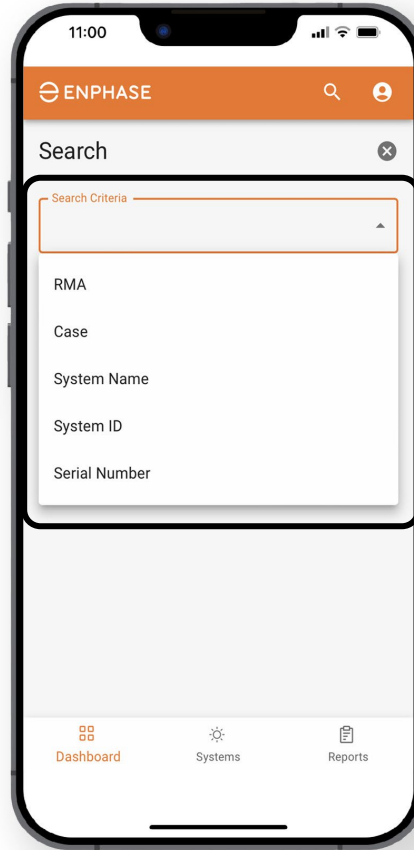 11:00
ENPHASE
Search
Search Criteria
RMA
Case
System Name
System ID
Serial Number
Dashboard Systems Reports